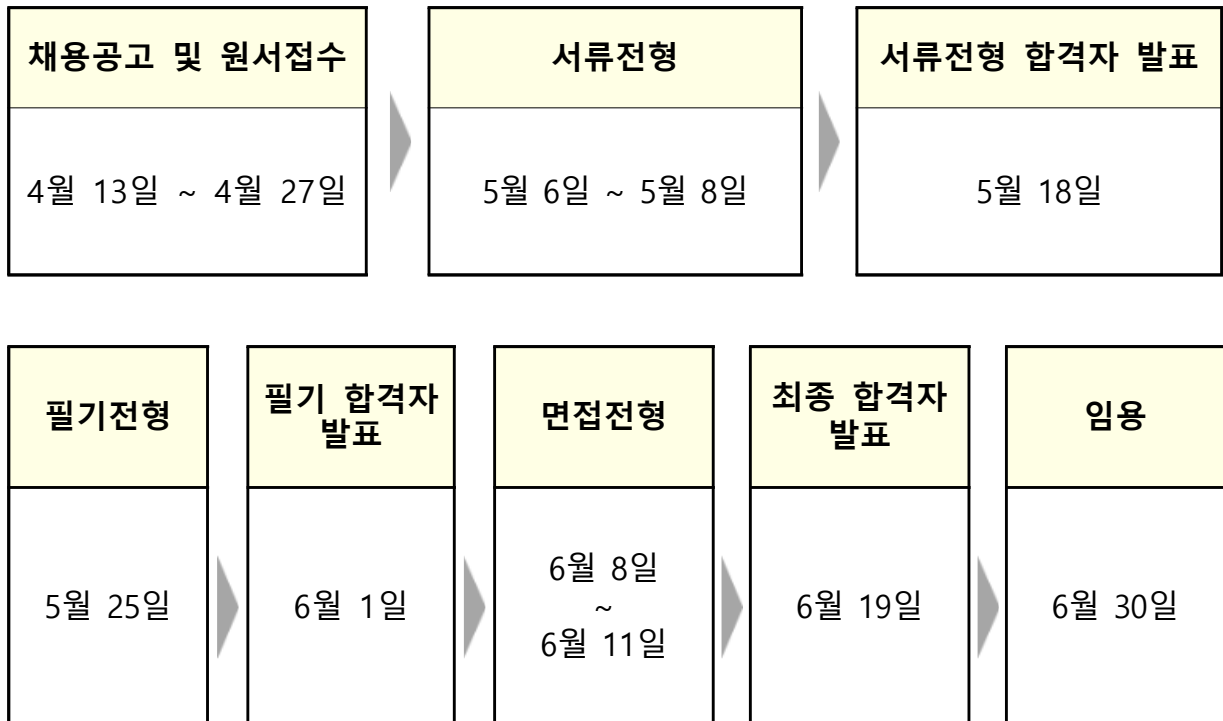 채용공고 및 원서접수
4월 13일 ~ 4월 27일
서류전형
5월 6일 ~ 5월 8일
서류전형 합격자 발표
5월 18일
필기전형
5월 25일
필기 합격자
발표
6월 1일
면접전형
6월 8일
~
6월 11일
최종 합격자
발표
6월 19일
임용
6월 30일